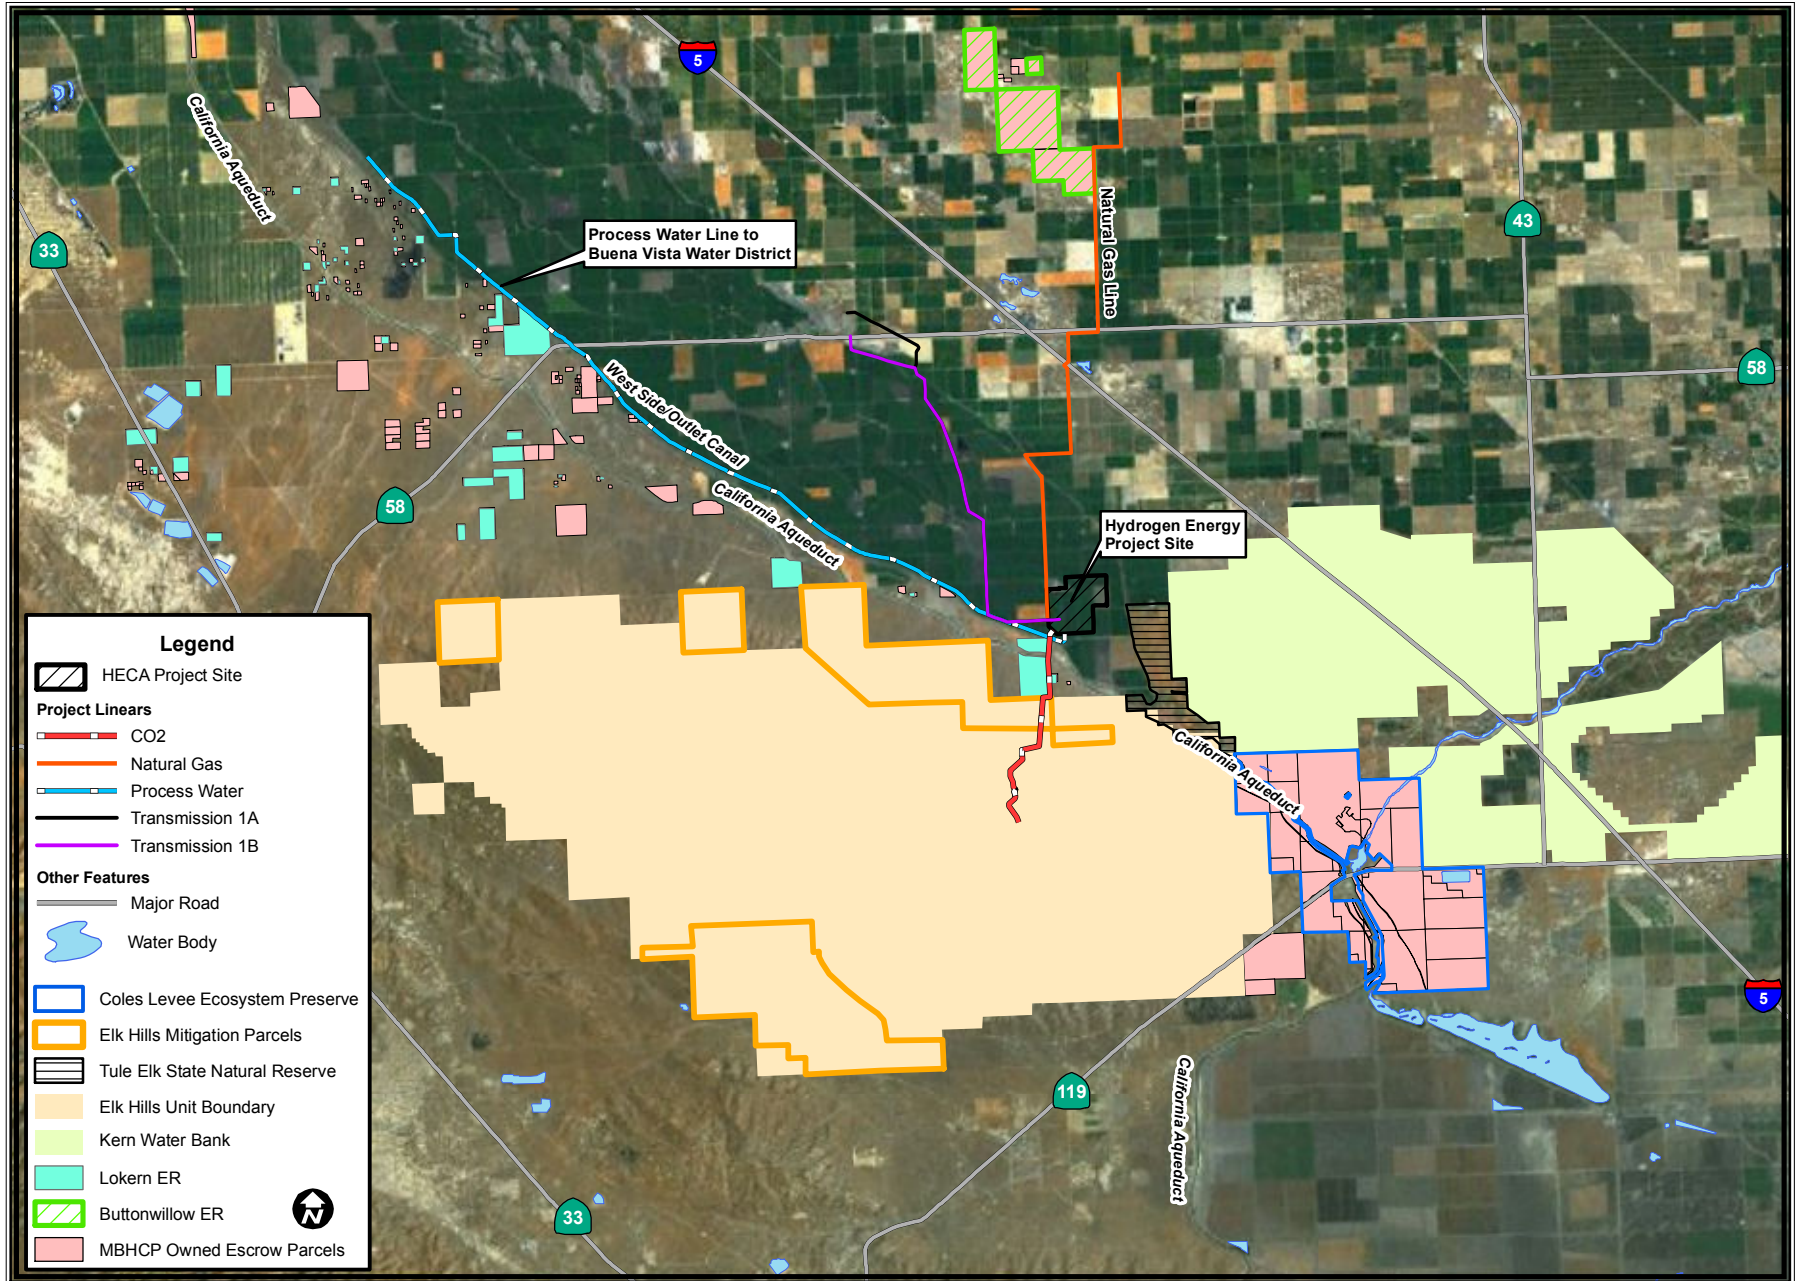 5
California Aqueduct
33
Process Water Line to
Buena Vista Water District
Natural Gas Line
43
58
West Side/Outlet Canal
58
California Aqueduct
Hydrogen Energy
Project Site
California Aqueduct
5
119
California Aqueduct
33
Legend
HECA Project Site
Project Linears
CO2
Natural Gas
Process Water
Transmission 1A
Transmission 1B
Other Features
Major Road
Water Body
Coles Levee Ecosystem Preserve
Elk Hills Mitigation Parcels
Tule Elk State Natural Reserve
Elk Hills Unit Boundary
Kern Water Bank
Lokern ER
Buttonwillow ER
MBHCP Owned Escrow Parcels
N